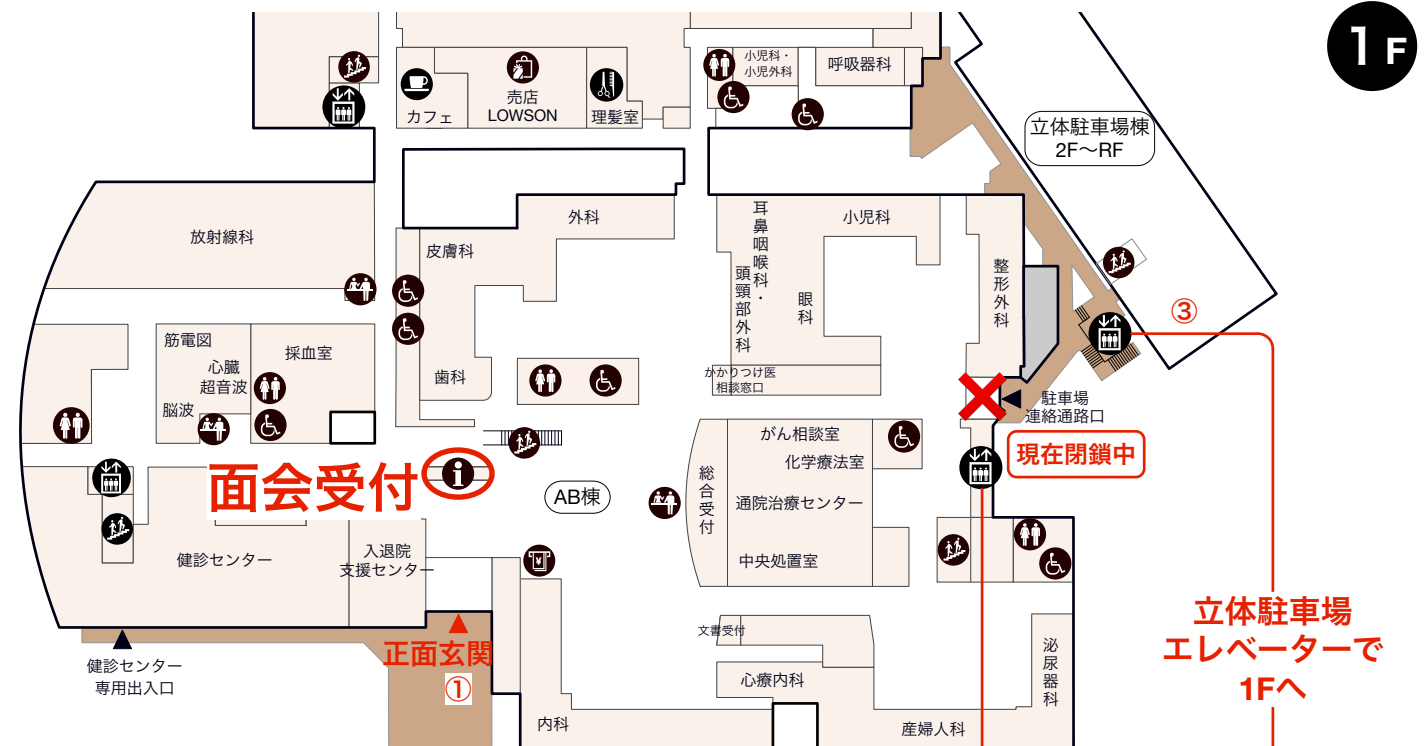 1F
小児科・
小児外科
呼吸器科
カフェ
売店
LOWSON
理髪室
立体駐車場棟
2F〜RF
放射線科
外科
皮膚科
耳鼻咽喉科・
頭頸部外科
小児科
眼科
整形外科
③
筋電図
心臓
超音波
脳波
採血室
歯科
かかりつけ医
相談窓口
駐車場
連絡通路口
現在閉鎖中
面会受付
i
AB棟
総合受付
がん相談室
化学療法室
通院治療センター
中央処置室
健診センター
入退院
支援センター
¥
立体駐車場
エレベーターで
1Fへ
正面玄関
①
健診センター
専用出入口
文書受付
心療内科
泌尿器科
内科
産婦人科